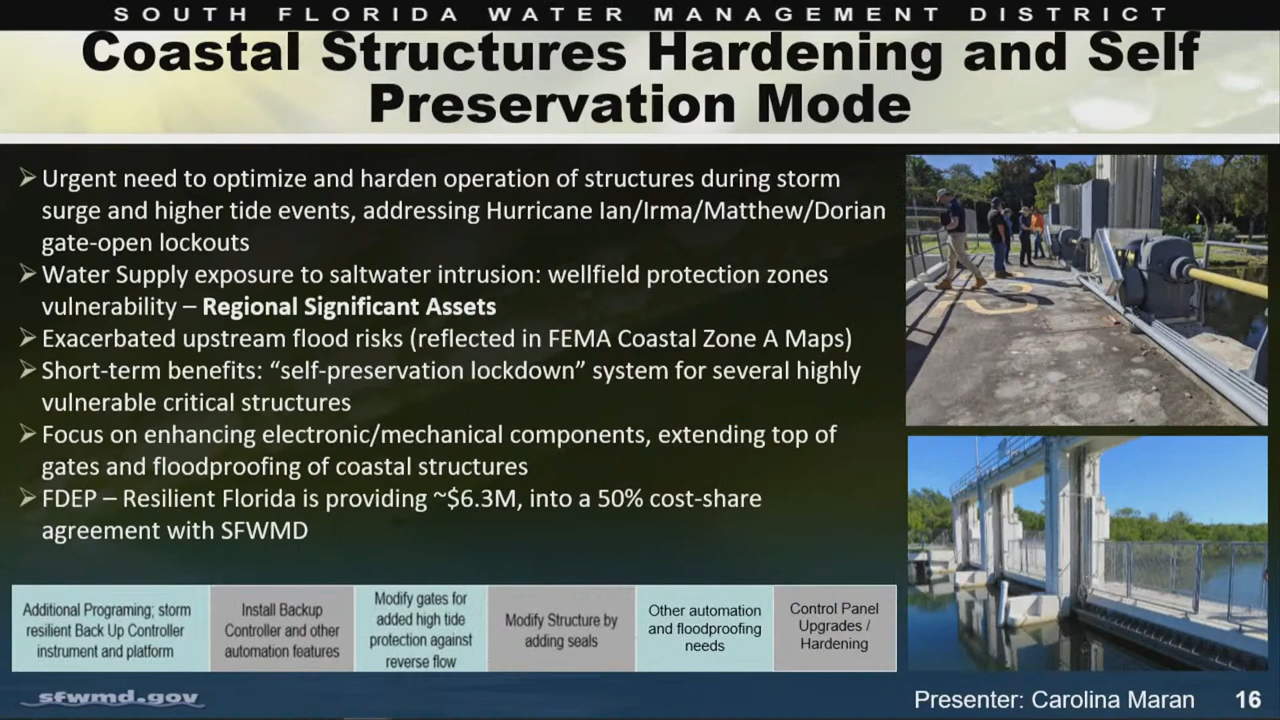 SOUTH FLORIDA WATER MANAGEMENT DISTRICT
Coastal Structures Hardening and Self
Preservation Mode
Urgent need to optimize and harden operation of structures during storm
surge and higher tide events, addressing Hurricane Ian/Irma/Matthew/Dorian
gate-open lockouts
Water Supply exposure to saltwater intrusion: wellfield protection zones
vulnerability – Regional Significant Assets
Exacerbated upstream flood risks (reflected in FEMA Coastal Zone A Maps)
Short-term benefits: “self-preservation lockdown” system for several highly
vulnerable critical structures
Focus on enhancing electronic/mechanical components, extending top of
gates and floodproofing of coastal structures
FDEP – Resilient Florida is providing ~$6.3M, into a 50% cost-share
agreement with SFWMD
Additional Programing; storm
resilient Back Up Controller
instrument and platform
Install Backup
Controller and other
automation features
Modify gates for
added high tide
protection against
reverse flow
Modify Structure by
adding seals
Other automation
and floodproofing
needs
Control Panel
Upgrades /
Hardening
sfwmd.gov
Presenter: Carolina Maran
16